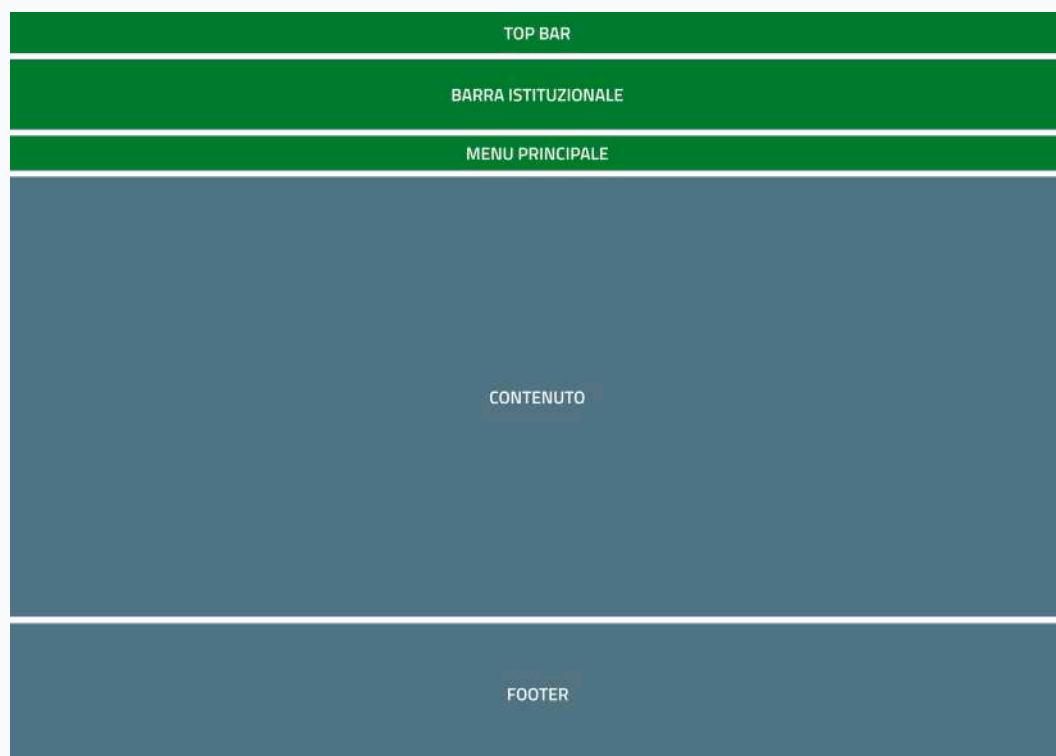 TOP BAR
BARRA ISTITUZIONALE
MENU PRINCIPALE
CONTENUTO
FOOTER